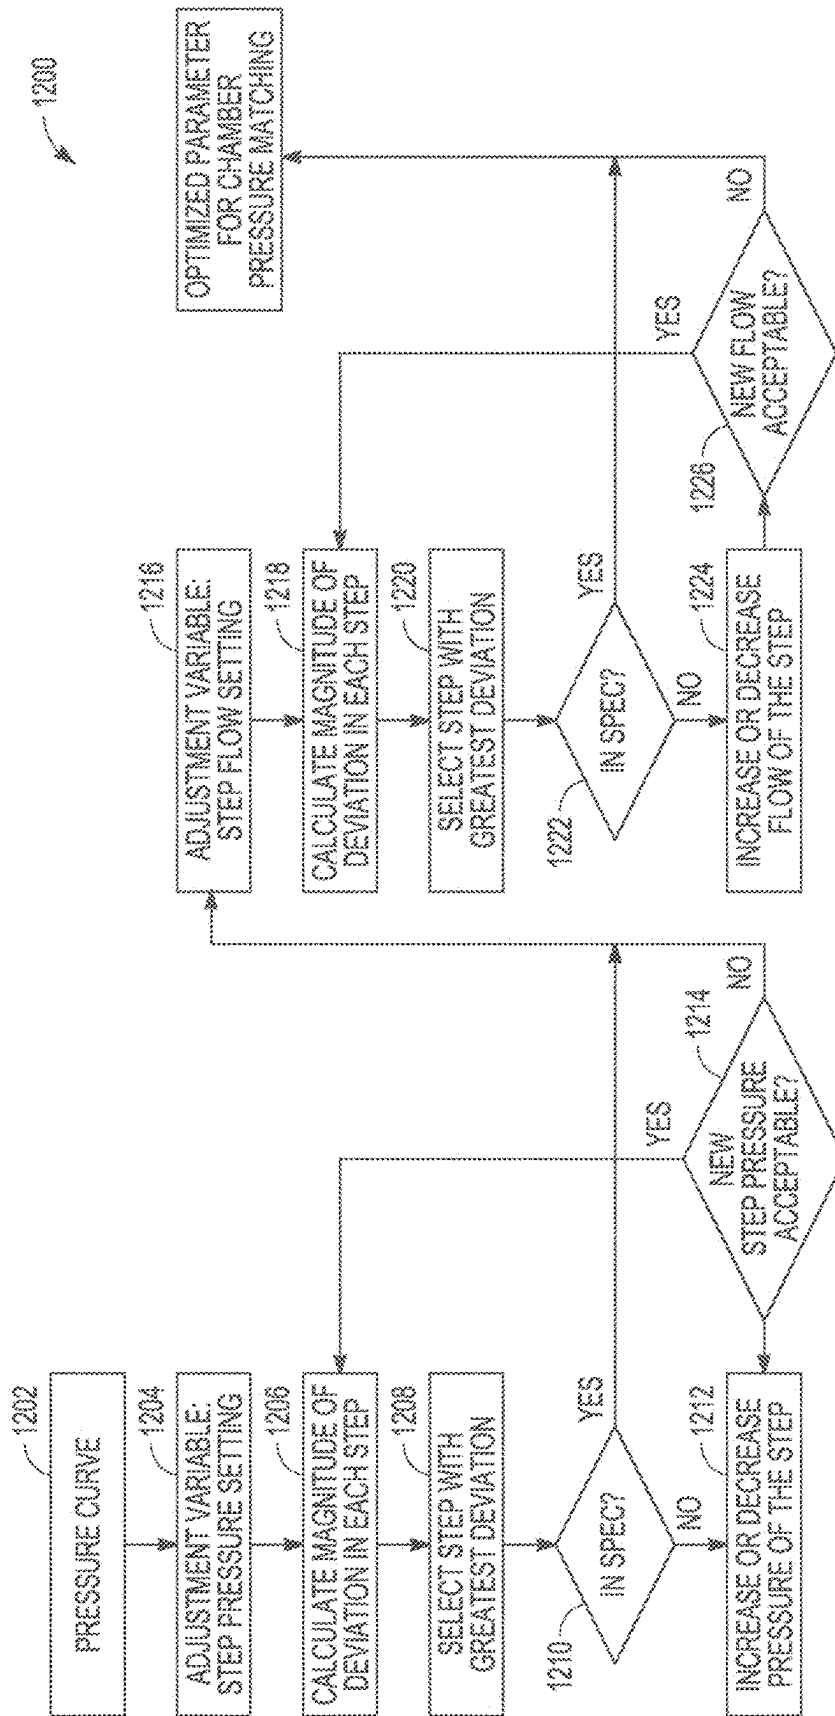 1200
1202
PRESSURE CURVE
1204
ADJUSTMENT VARIABLE:
STEP PRESSURE SETTING
1206
CALCULATE MAGNITUDE OF
DEVIATION IN EACH STEP
1208
SELECT STEP WITH
GREATEST DEVIATION
1210
IN SPEC?
YES
NO
1212
INCREASE OR DECREASE
PRESSURE OF THE STEP
1214
NEW
STEP PRESSURE
ACCEPTABLE?
YES
NO
1216
ADJUSTMENT VARIABLE:
STEP FLOW SETTING
1218
CALCULATE MAGNITUDE OF
DEVIATION IN EACH STEP
1220
SELECT STEP WITH
GREATEST DEVIATION
1222
IN SPEC?
YES
NO
1224
INCREASE OR DECREASE
FLOW OF THE STEP
1226
NEW FLOW
ACCEPTABLE?
YES
NO
OPTIMIZED PARAMETER
FOR CHAMBER
PRESSURE MATCHING